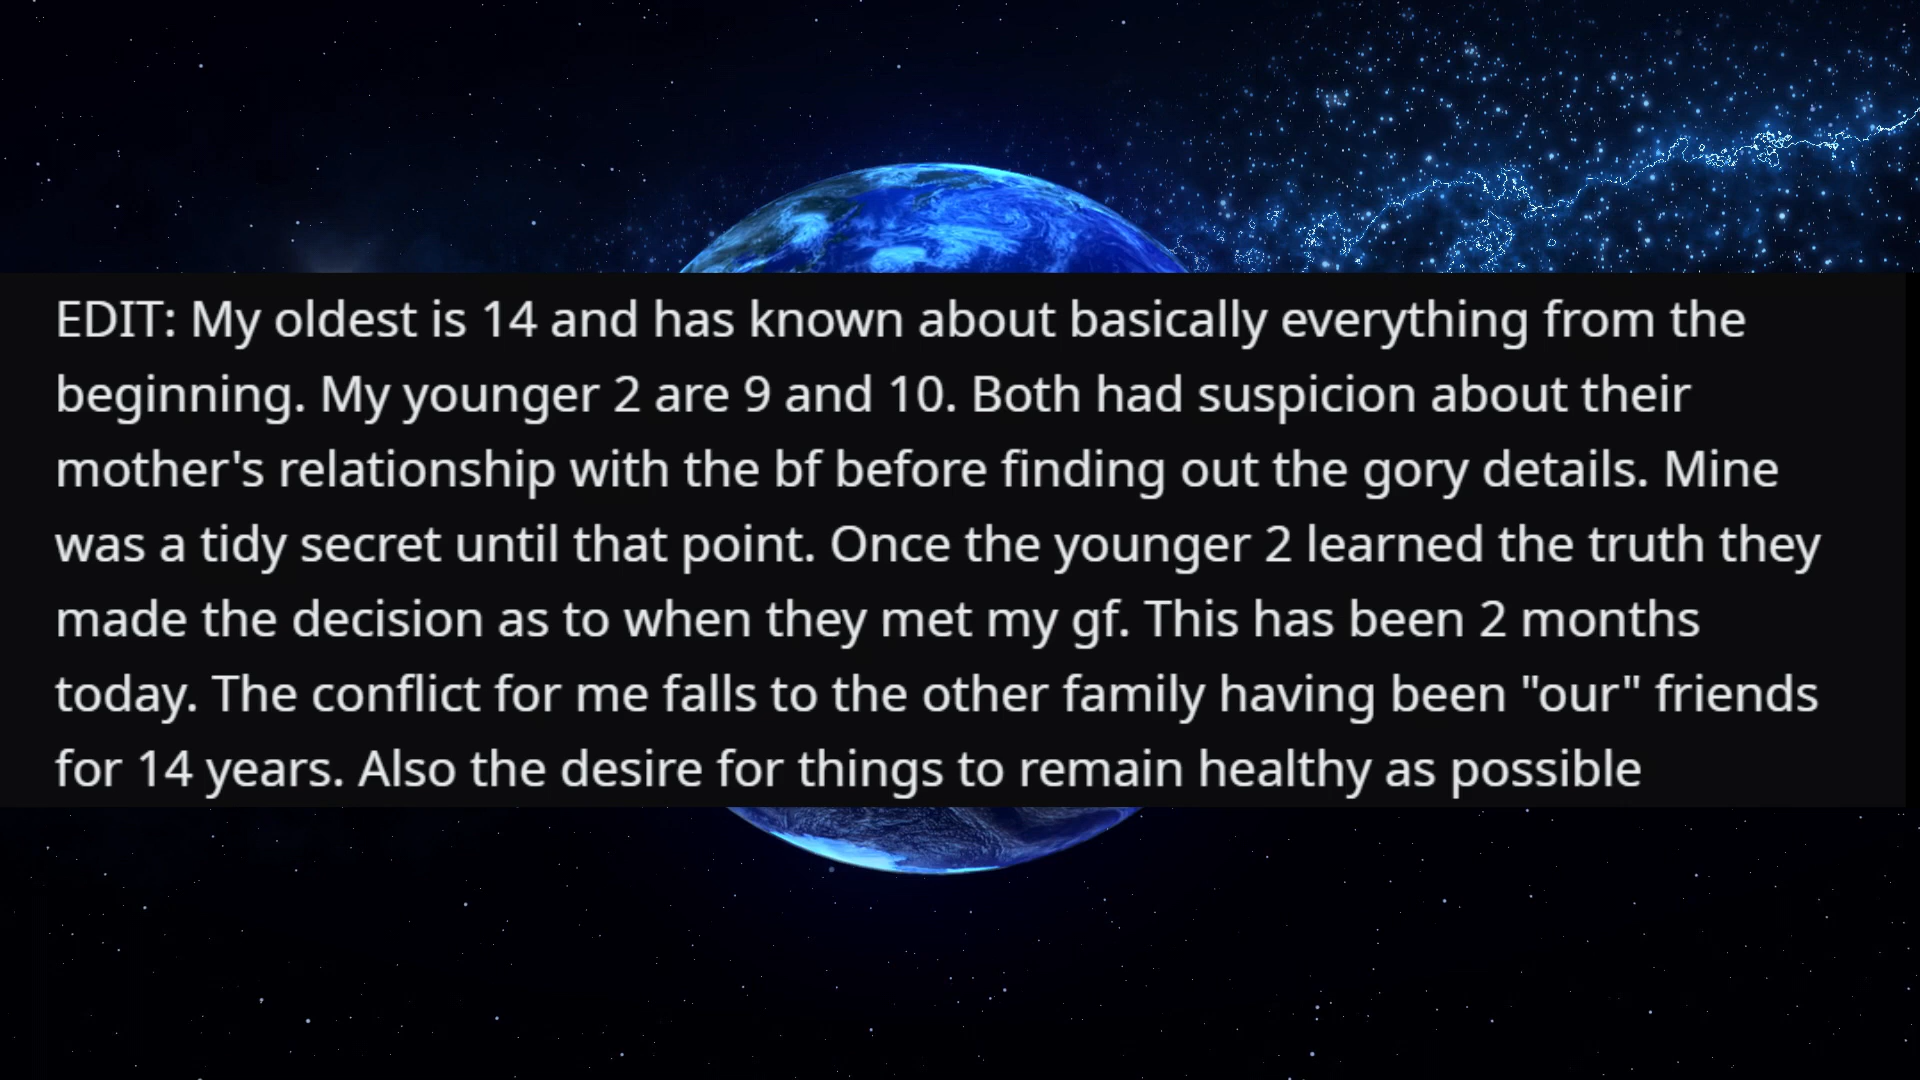 EDIT: My oldest is 14 and has known about basically everything from the
beginning. My younger 2 are 9 and 10. Both had suspicion about their
mother's relationship with the bf before finding out the gory details. Mine
was a tidy secret until that point. Once the younger 2 learned the truth they
made the decision as to when they met my gf. This has been 2 months
today. The conflict for me falls to the other family having been "our" friends
for 14 years. Also the desire for things to remain healthy as possible